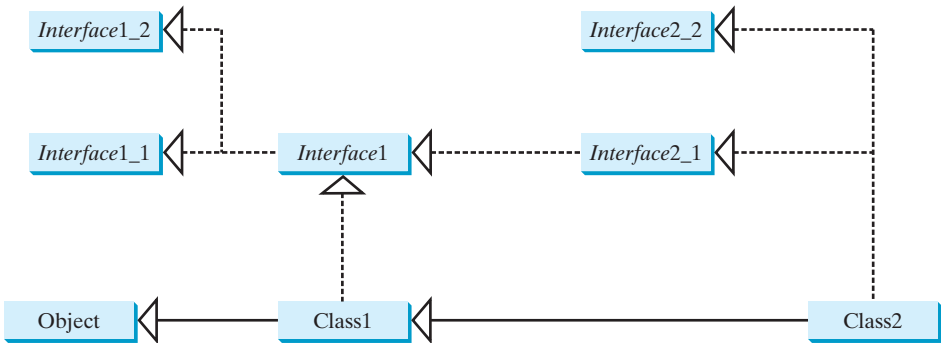 Interface1_2
Interface2_2
Interface1_1
Interface1
Interface2_1
Object
Class1
Class2